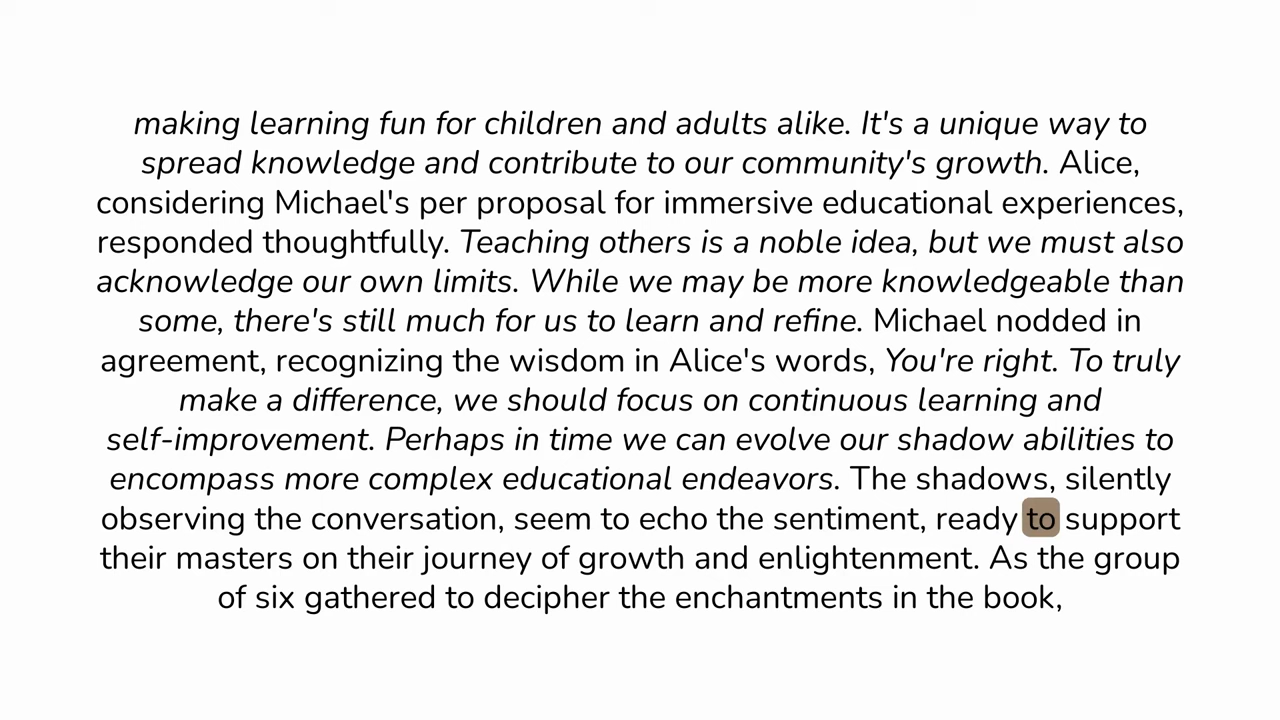 making learning fun for children and adults alike. It's a unique way to
spread knowledge and contribute to our community's growth. Alice,
considering Michael's per proposal for immersive educational experiences,
responded thoughtfully. Teaching others is a noble idea, but we must also
acknowledge our own limits. While we may be more knowledgeable than
some, there's still much for us to learn and refine. Michael nodded in
agreement, recognizing the wisdom in Alice's words, You're right. To truly
make a difference, we should focus on continuous learning and
self-improvement. Perhaps in time we can evolve our shadow abilities to
encompass more complex educational endeavors. The shadows, silently
observing the conversation, seem to echo the sentiment, ready to support
their masters on their journey of growth and enlightenment. As the group
of six gathered to decipher the enchantments in the book,